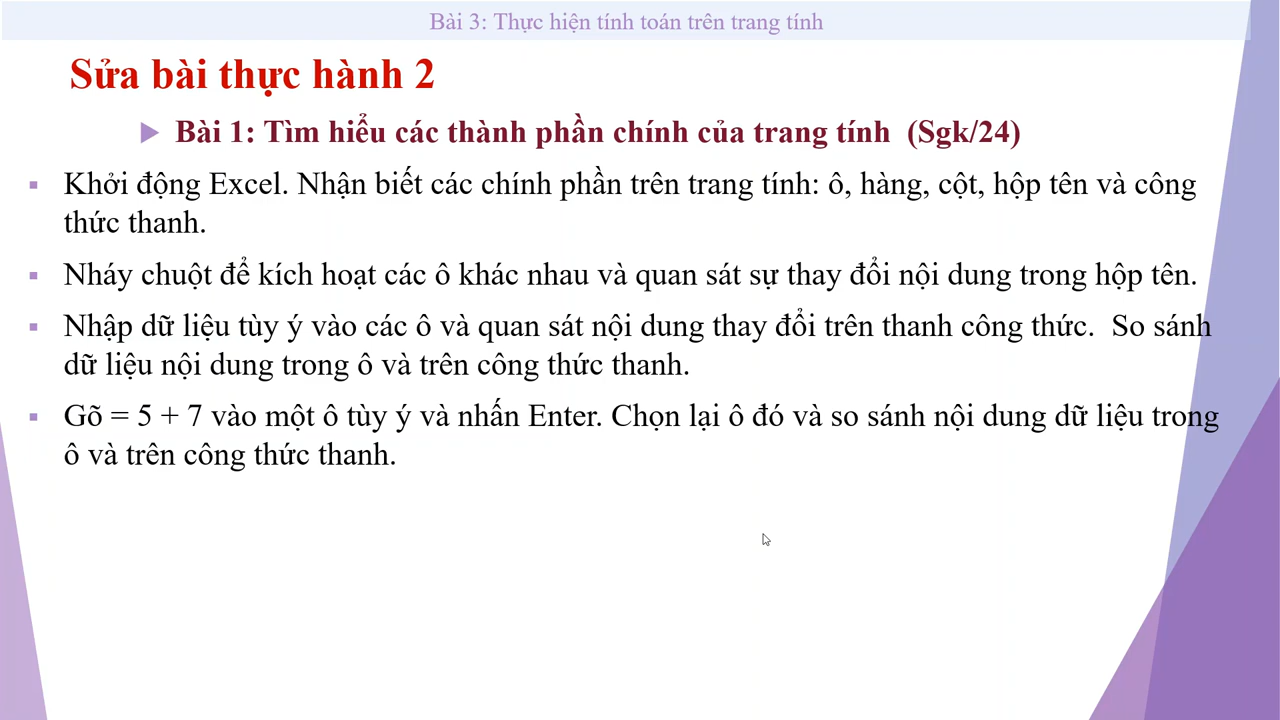 Bài 3: Thực hiện tính toán trên trang tính
Sửa bài thực hành 2
Bài 1: Tìm hiểu các thành phần chính của trang tính (Sgk/24)
Khởi động Excel. Nhận biết các chính phần trên trang tính: ô, hàng, cột, hộp tên và công
thức thanh.
Nháy chuột để kích hoạt các ô khác nhau và quan sát sự thay đổi nội dung trong hộp tên.
Nhập dữ liệu tùy ý vào các ô và quan sát nội dung thay đổi trên thanh công thức. So sánh
dữ liệu nội dung trong ô và trên công thức thanh.
Gõ = 5 + 7 vào một ô tùy ý và nhấn Enter. Chọn lại ô đó và so sánh nội dung dữ liệu trong
ô và trên công thức thanh.